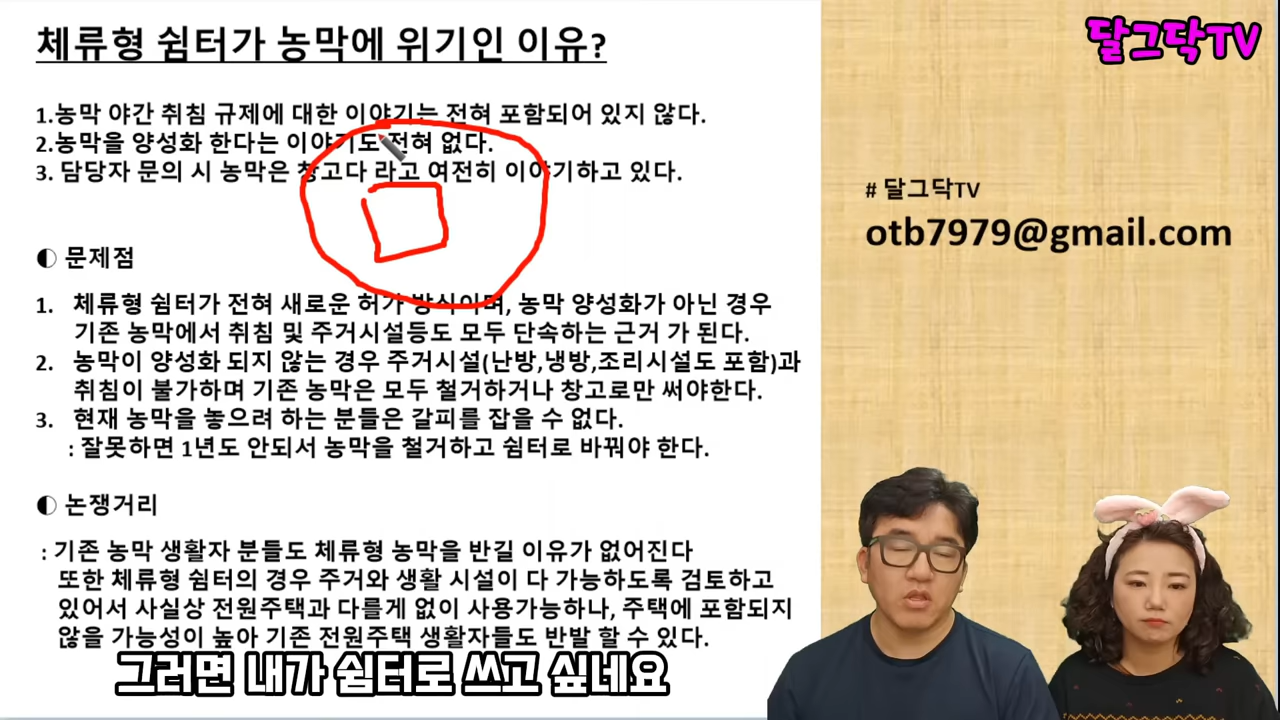 체류형 쉼터가 농막에 위기인 이유?
1.농막 야간 취침 규제에 대한 이야기는 전혀 포함되어 있지 않다.
2.농막을 양성화 한다는 이야기도 전혀 없다.
3. 담당자 문의 시 농막은 창고다 라고 여전히 이야기하고 있다.
◐ 문제점
1. 체류형 쉼터가 전혀 새로운 허가 방식이며, 농막 양성화가 아닌 경우
기존 농막에서 취침 및 주거시설등도 모두 단속하는 근거 가 된다.
2. 농막이 양성화 되지 않는 경우 주거시설(난방,냉방,조리시설도 포함)과
취침이 불가하며 기존 농막은 모두 철거하거나 창고로만 써야한다.
3. 현재 농막을 놓으려 하는 분들은 갈피를 잡을 수 없다.
: 잘못하면 1년도 안되서 농막을 철거하고 쉼터로 바꿔야 한다.
◐ 논쟁거리
: 기존 농막 생활자 분들도 체류형 농막을 반길 이유가 없어진다
또한 체류형 쉼터의 경우 주거와 생활 시설이 다 가능하도록 검토하고
있어서 사실상 전원주택과 다를게 없이 사용가능하나, 주택에 포함되지
않을 가능성이 높아 기존 전원주택 생활자들도 반발 할 수 있다.
그러면 내가 쉼터로 쓰고 싶네요
달그닥TV
# 달그닥TV
otb7979@gmail.com